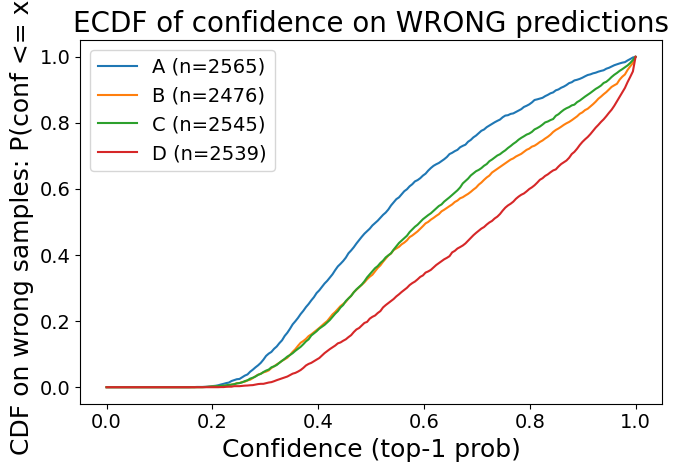 ECDF of confidence on WRONG predictions
CDF on wrong samples: P(conf <= x
1.0
0.8
0.6
0.4
0.2
0.0
A (n=2565)
B (n=2476)
C (n=2545)
D (n=2539)
0.0 0.2 0.4 0.6 0.8 1.0
Confidence (top-1 prob)